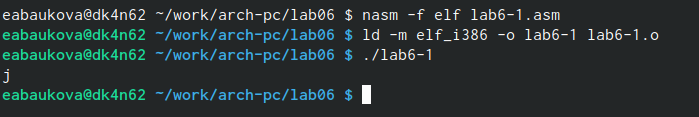 eabaukova@dk4n62 ~/work/arch-pc/lab06 $ nasm -f elf lab6-1.asm
eabaukova@dk4n62 ~/work/arch-pc/lab06 $ ld -m elf_i386 -o lab6-1 lab6-1.o
eabaukova@dk4n62 ~/work/arch-pc/lab06 $ ./lab6-1
j
eabaukova@dk4n62 ~/work/arch-pc/lab06 $